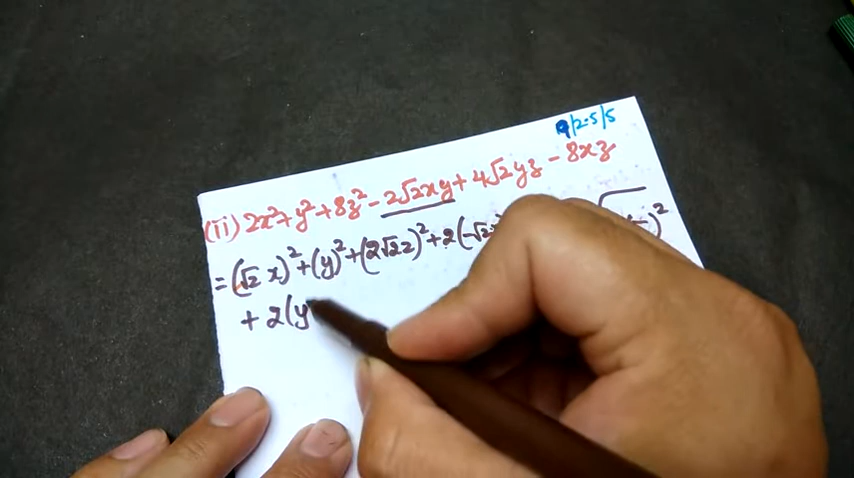 9/2.5/5
(ii) 2x²+y²+8z² - 2√2xy + 4√2yz - 8xz
= (√2 x)²+(y)²+(2√2z)²+2(-√2x
+ 2(y